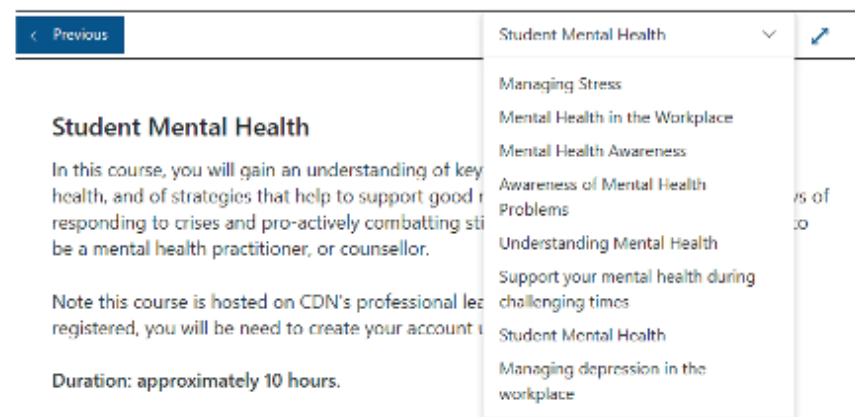 Previous
Student Mental Health
Student Mental Health
In this course, you will gain an understanding of key
health, and of strategies that help to support good
responding to crises and pro-actively combatting
be a mental health practitioner, or counsellor.
Note this course is hosted on CDN's professional
registered, you will be need to create your account
Duration: approximately 10 hours.
Managing Stress
Mental Health in the Workplace
Mental Health Awareness
Awareness of Mental Health
Problems
Understanding Mental Health
Support your mental health during
challenging times
Student Mental Health
Managing depression in the
workplace
of
to